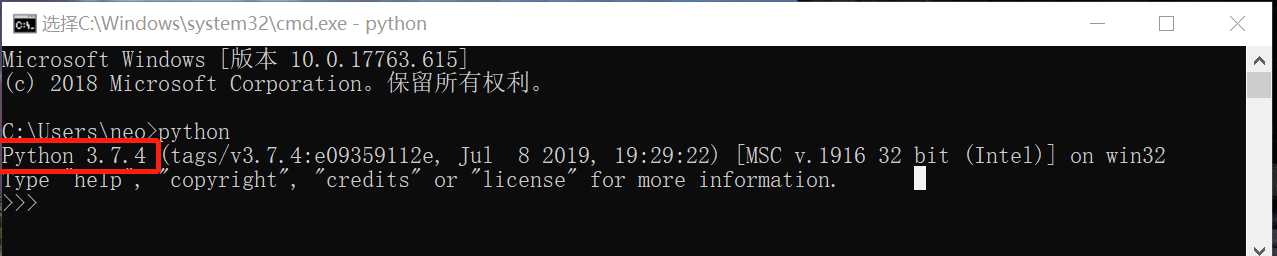 选择C:\Windows\system32\cmd.exe - python
Microsoft Windows [版本 10.0.17763.615]
(c) 2018 Microsoft Corporation。保留所有权利。
C:\Users\neo>python
Python 3.7.4 (tags/v3.7.4:e09359112e, Jul  8 2019, 19:29:22) [MSC v.1916 32 bit (Intel)] on win32
Type "help", "copyright", "credits" or "license" for more information.
>>>